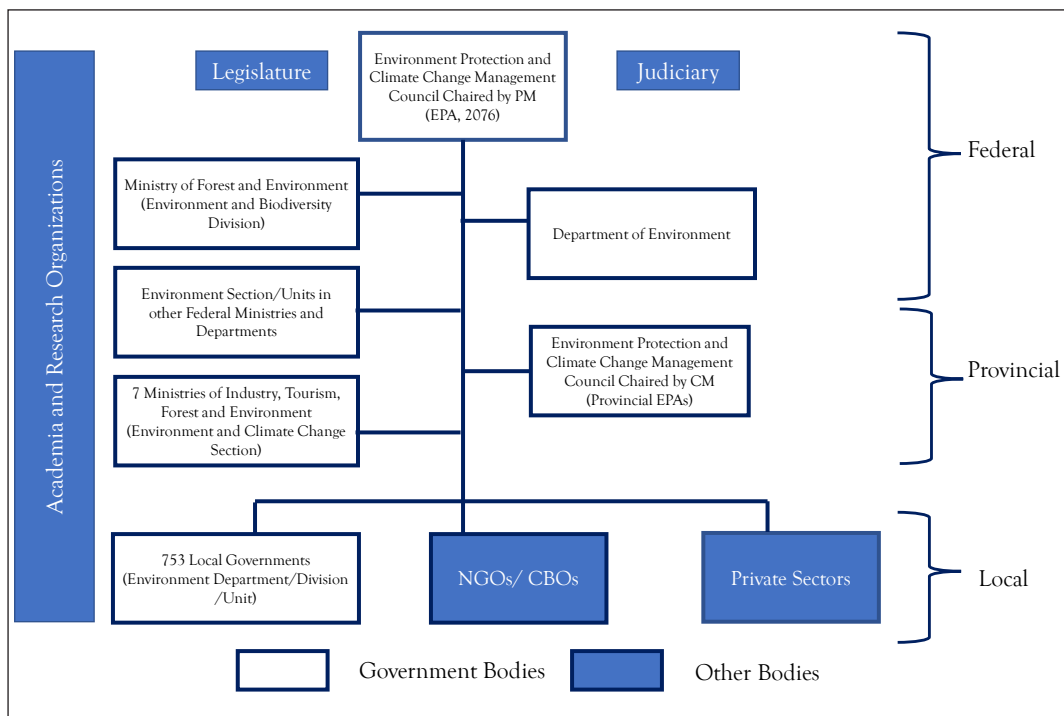 Academia and Research Organizations
Legislature
Environment Protection and
Climate Change Management
Council Chaired by PM
(EPA, 2076)
Judiciary
Federal
Ministry of Forest and Environment
(Environment and Biodiversity
Division)
Department of Environment
Environment Section/Units in
other Federal Ministries and
Departments
Environment Protection and
Climate Change Management
Council Chaired by CM
(Provincial EPAs)
Provincial
7 Ministries of Industry, Tourism,
Forest and Environment
(Environment and Climate Change
Section)
753 Local Governments
(Environment Department/Division
/Unit)
NGOs/ CBOs
Private Sectors
Local
Government Bodies
Other Bodies